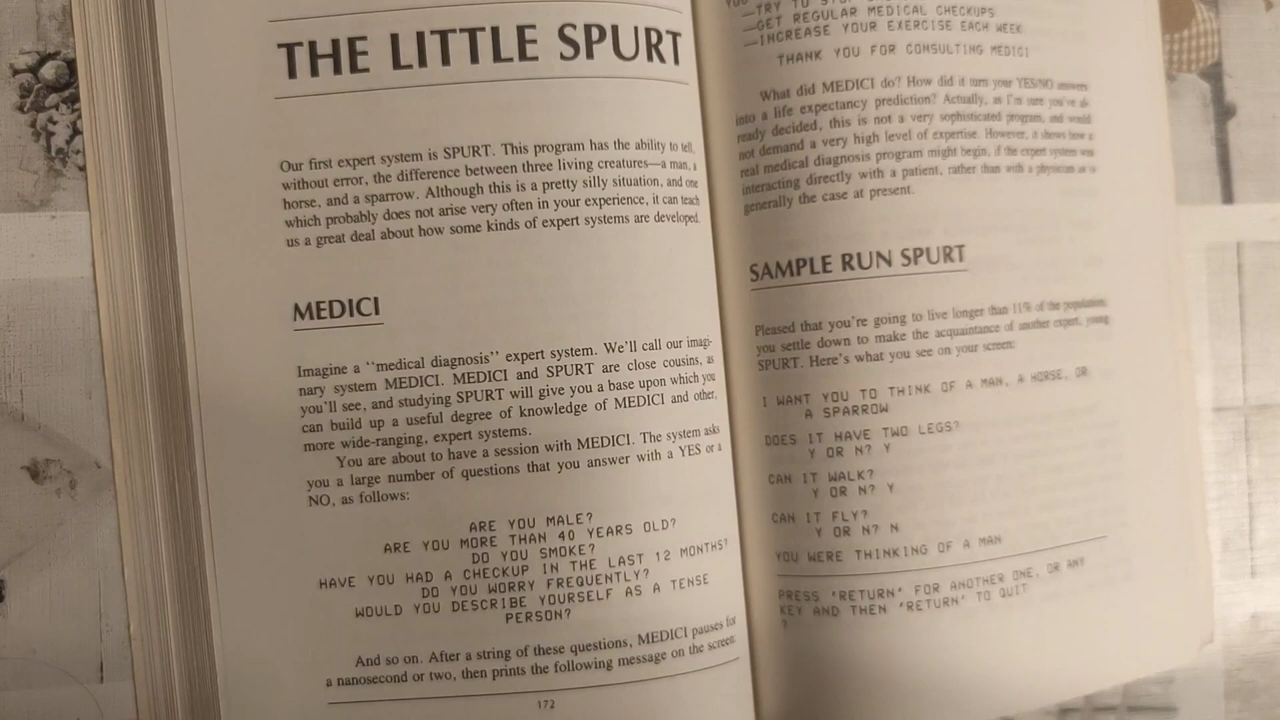 THE LITTLE SPURT
Our first expert system is SPURT. This program has the ability to tell,
without error, the difference between three living creatures—a man, a
horse, and a sparrow. Although this is a pretty silly situation, and one
which probably does not arise very often in your experience, it can teach
us a great deal about how some kinds of expert systems are developed.
MEDICI
Imagine a ‘‘medical diagnosis’’ expert system. We’ll call our imagi-
nary system MEDICI. MEDICI and SPURT are close cousins, as
you’ll see, and studying SPURT will give you a base upon which you
can build up a useful degree of knowledge of MEDICI and other,
more wide-ranging, expert systems.
You are about to have a session with MEDICI. The system asks
you a large number of questions that you answer with a YES or a
NO, as follows:
ARE YOU MALE?
ARE YOU MORE THAN 40 YEARS OLD?
DO YOU SMOKE?
HAVE YOU HAD A CHECKUP IN THE LAST 12 MONTHS?
DO YOU WORRY FREQUENTLY?
WOULD YOU DESCRIBE YOURSELF AS A TENSE
PERSON?
And so on. After a string of these questions, MEDICI pauses for
a nanosecond or two, then prints the following message on the screen:
172
—TRY TO
—GET REGULAR MEDICAL CHECKUPS
—INCREASE YOUR EXERCISE EACH WEEK
THANK YOU FOR CONSULTING MEDICI
What did MEDICI do? How did it turn your YES/NO answers
into a life expectancy prediction? Actually, as I’m sure you’ve al-
ready decided, this is not a very sophisticated program, and would
not demand a very high level of expertise. However, it shows how a
real medical diagnosis program might begin, if the expert system was
interacting directly with a patient, rather than with a physician as is
generally the case at present.
SAMPLE RUN SPURT
Pleased that you’re going to live longer than 11% of the population,
you settle down to make the acquaintance of another expert, young
SPURT. Here’s what you see on your screen:
I WANT YOU TO THINK OF A MAN, A HORSE, OR
A SPARROW
DOES IT HAVE TWO LEGS?
Y OR N? Y
CAN IT WALK?
Y OR N? Y
CAN IT FLY?
Y OR N? N
YOU WERE THINKING OF A MAN
PRESS ‘RETURN’ FOR ANOTHER ONE, OR ANY
KEY AND THEN ‘RETURN’ TO QUIT
?